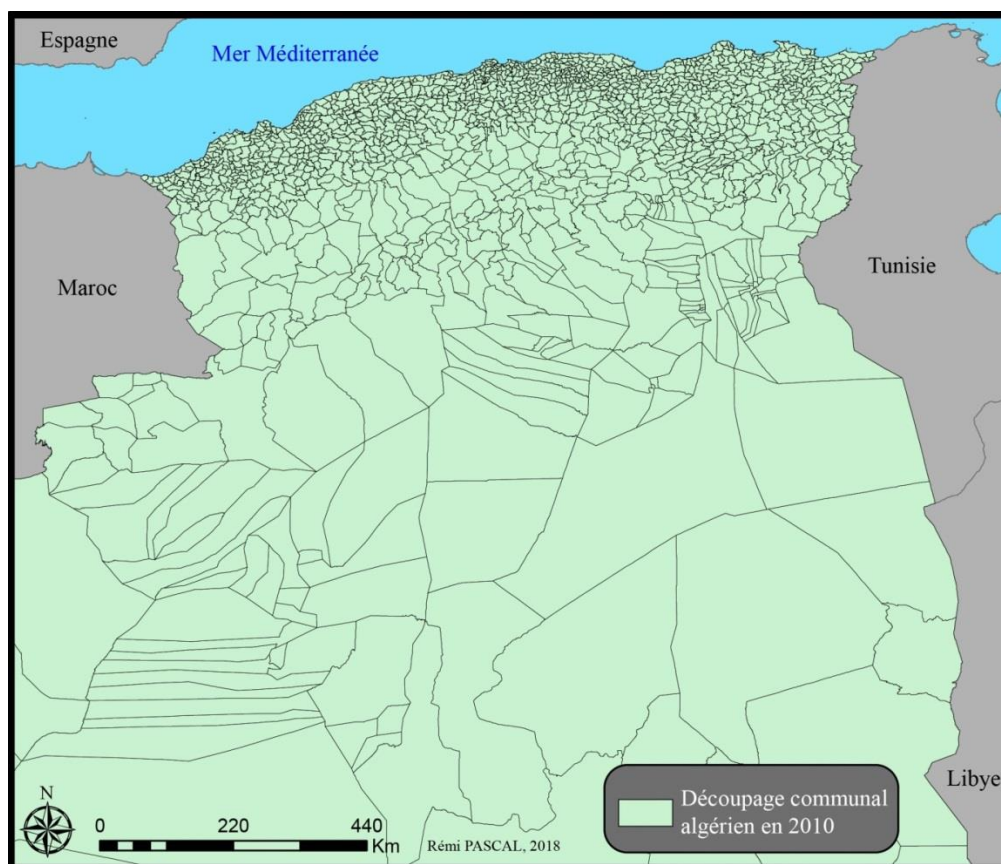 Espagne
Mer Méditerranée
Maroc
Tunisie
Libye
Découpage communal
algérien en 2010
N
0 220 440
Km
Rémi PASCAL, 2018